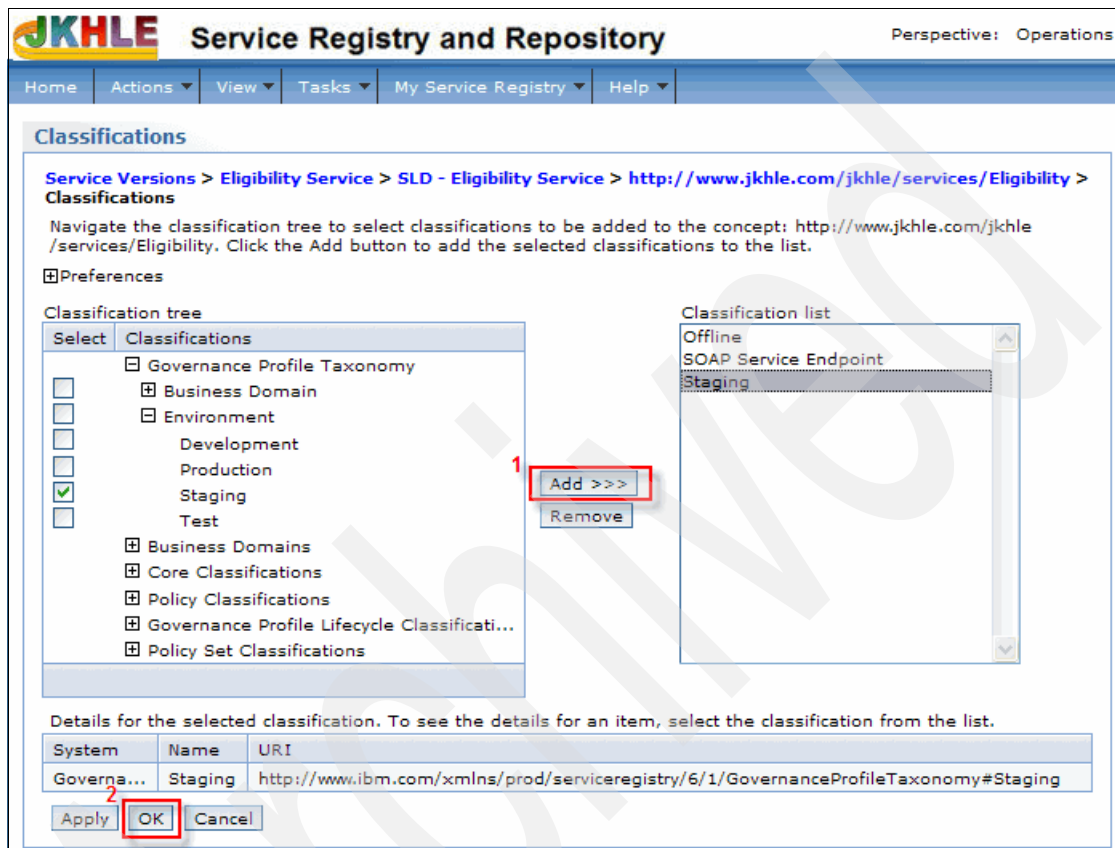 JKHLE Service Registry and Repository Perspective: Operations
Home Actions View Tasks My Service Registry Help
Classifications
Service Versions > Eligibility Service > SLD - Eligibility Service > http://www.jkhle.com/jkhle/services/Eligibility >
Classifications
Navigate the classification tree to select classifications to be added to the concept: http://www.jkhle.com/jkhle
/services/Eligibility. Click the Add button to add the selected classifications to the list.
Preferences
Classification tree
Select Classifications
Governance Profile Taxonomy
Business Domain
Environment
Development
Production
Staging
Test
Business Domains
Core Classifications
Policy Classifications
Governance Profile Lifecycle Classificati...
Policy Set Classifications
1
Add >>>
Remove
Classification list
Offline
SOAP Service Endpoint
Staging
Details for the selected classification. To see the details for an item, select the classification from the list.
System Name URI
Governa... Staging http://www.ibm.com/xmlns/prod/serviceregistry/6/1/GovernanceProfileTaxonomy#Staging
2
Apply OK Cancel
Archived